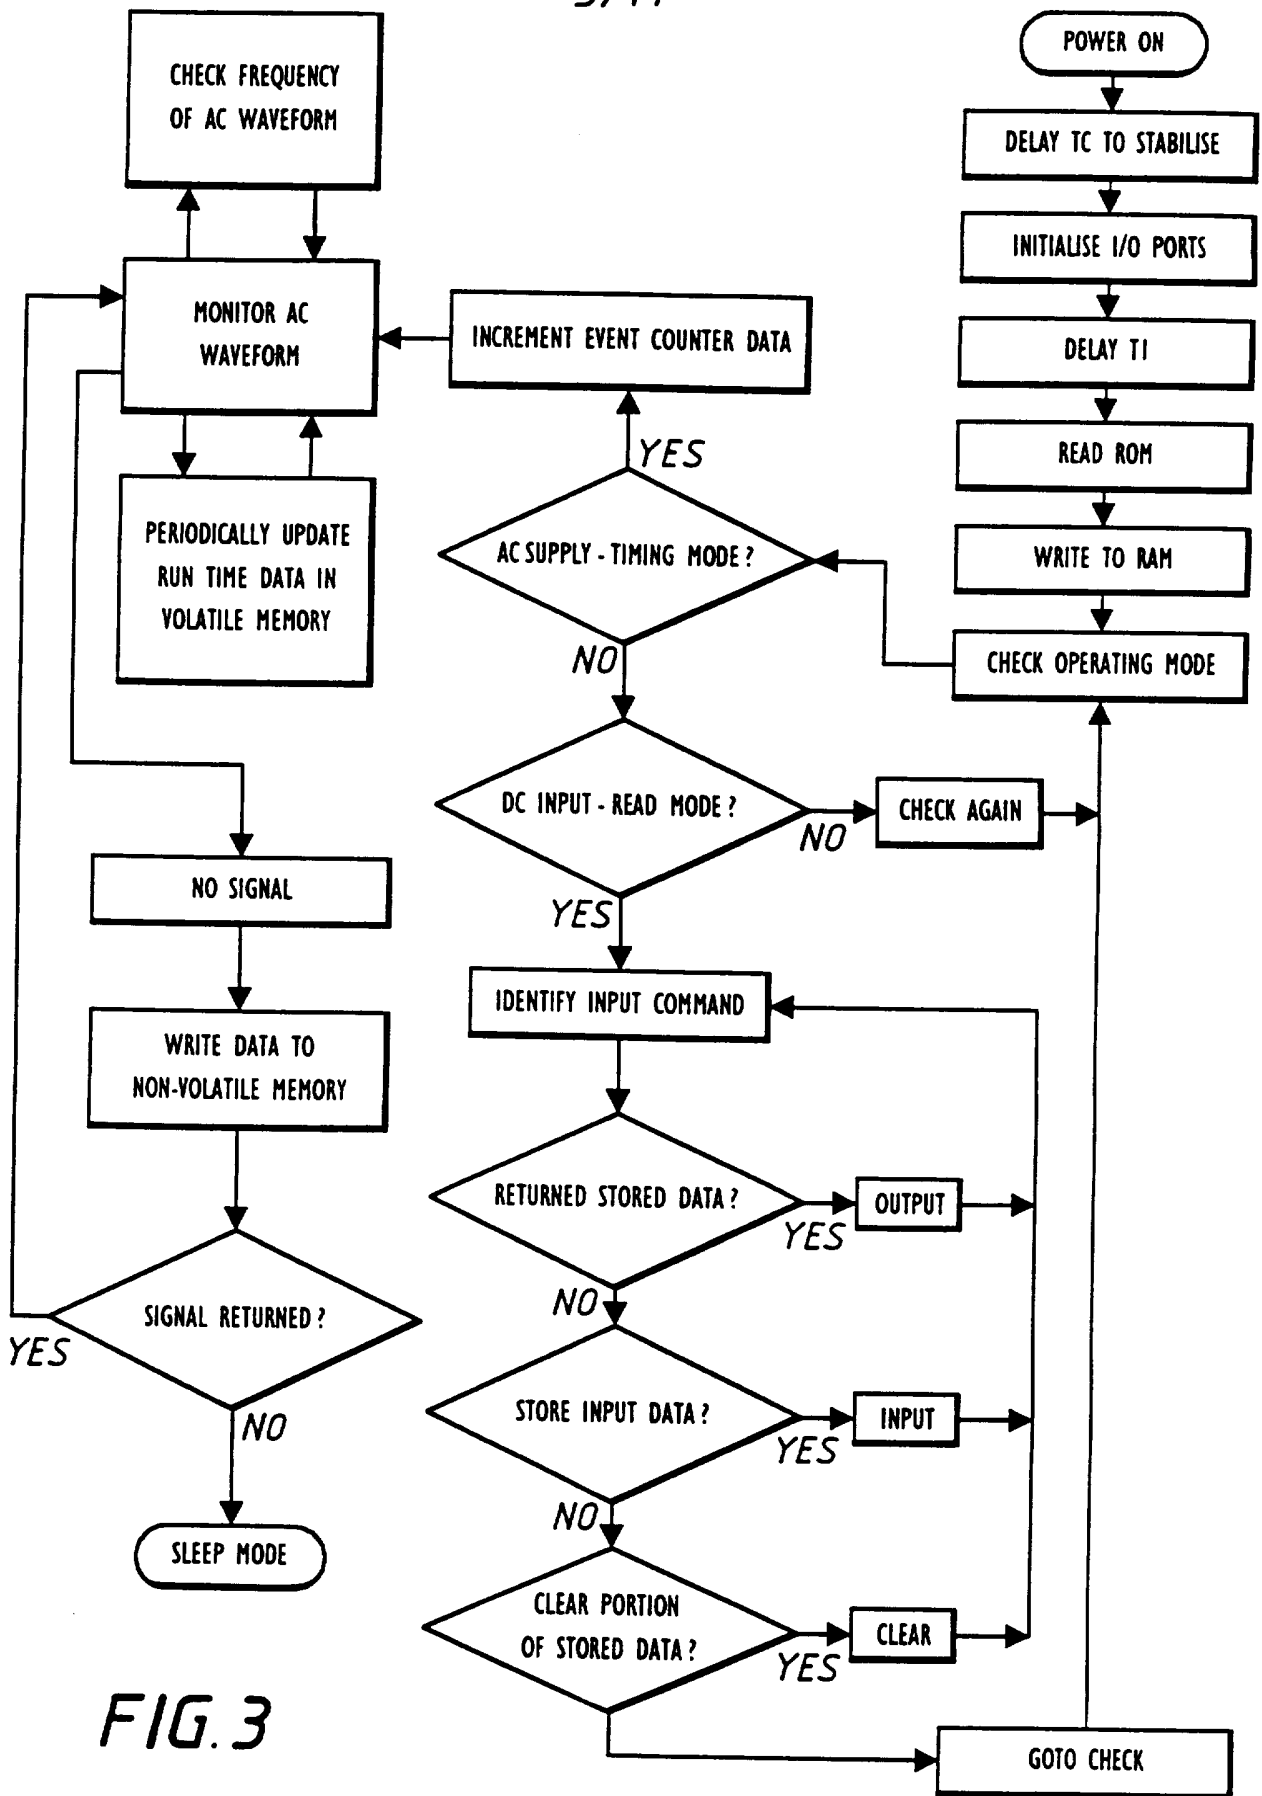 CHECK FREQUENCY
OF AC WAVEFORM
MONITOR AC
WAVEFORM
PERIODICALLY UPDATE
RUN TIME DATA IN
VOLATILE MEMORY
NO SIGNAL
WRITE DATA TO
NON-VOLATILE MEMORY
SIGNAL RETURNED?
YES
NO
SLEEP MODE
INCREMENT EVENT COUNTER DATA
YES
AC SUPPLY - TIMING MODE?
NO
DC INPUT - READ MODE?
NO
CHECK AGAIN
YES
IDENTIFY INPUT COMMAND
RETURNED STORED DATA?
YES
OUTPUT
NO
STORE INPUT DATA?
YES
INPUT
NO
CLEAR PORTION
OF STORED DATA?
YES
CLEAR
GOTO CHECK
POWER ON
DELAY TC TO STABILISE
INITIALISE I/O PORTS
DELAY T1
READ ROM
WRITE TO RAM
CHECK OPERATING MODE
FIG. 3